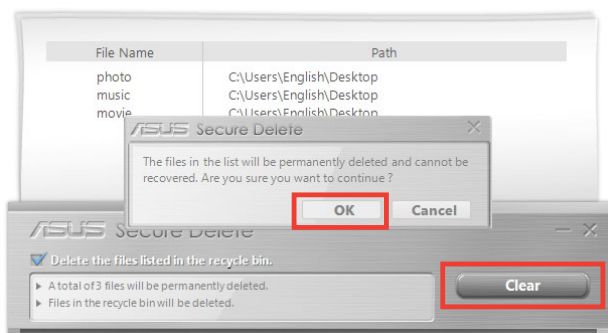 File Name Path
photo C:\Users\English\Desktop
music C:\Users\English\Desktop
movie C:\Users\English\Desktop
ASUS Secure Delete
The files in the list will be permanently deleted and cannot be
recovered. Are you sure you want to continue ?
OK Cancel
ASUS Secure Delete
Delete the files listed in the recycle bin.
A total of 3 files will be permanently deleted.
Files in the recycle bin will be deleted.
Clear